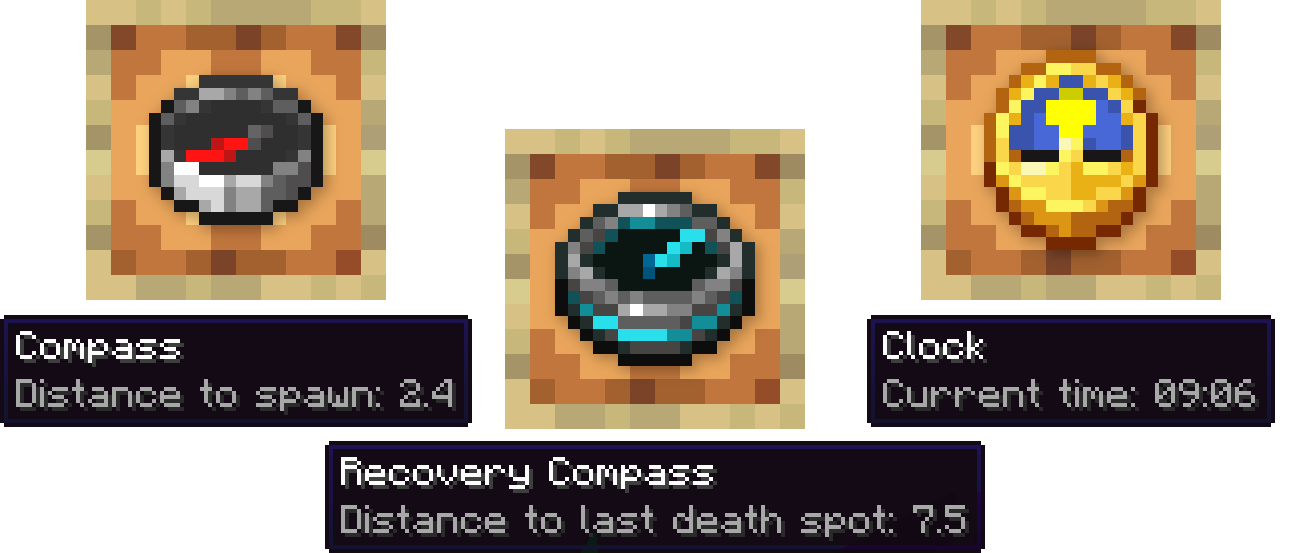 Compass
Distance to spawn: 2.4
Clock
Current time: 09:06
Recovery Compass
Distance to last death spot: 7.5